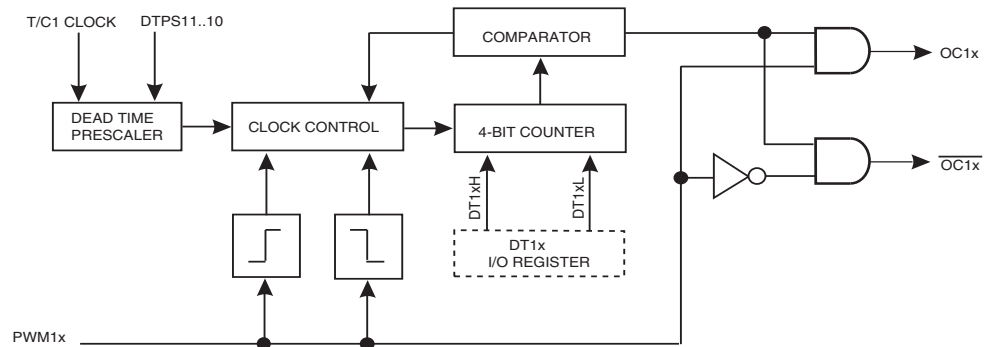 T/C1 CLOCK
DTPS11..10
COMPARATOR
OC1x
DEAD TIME
PRESCALER
CLOCK CONTROL
4-BIT COUNTER
OC1x
DT1xH
DT1xL
DT1x
I/O REGISTER
PWM1x